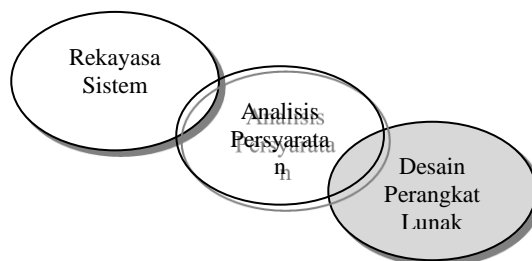 Rekayasa
Sistem
Analisis
Persyarata
n
Desain
Perangkat
Lunak